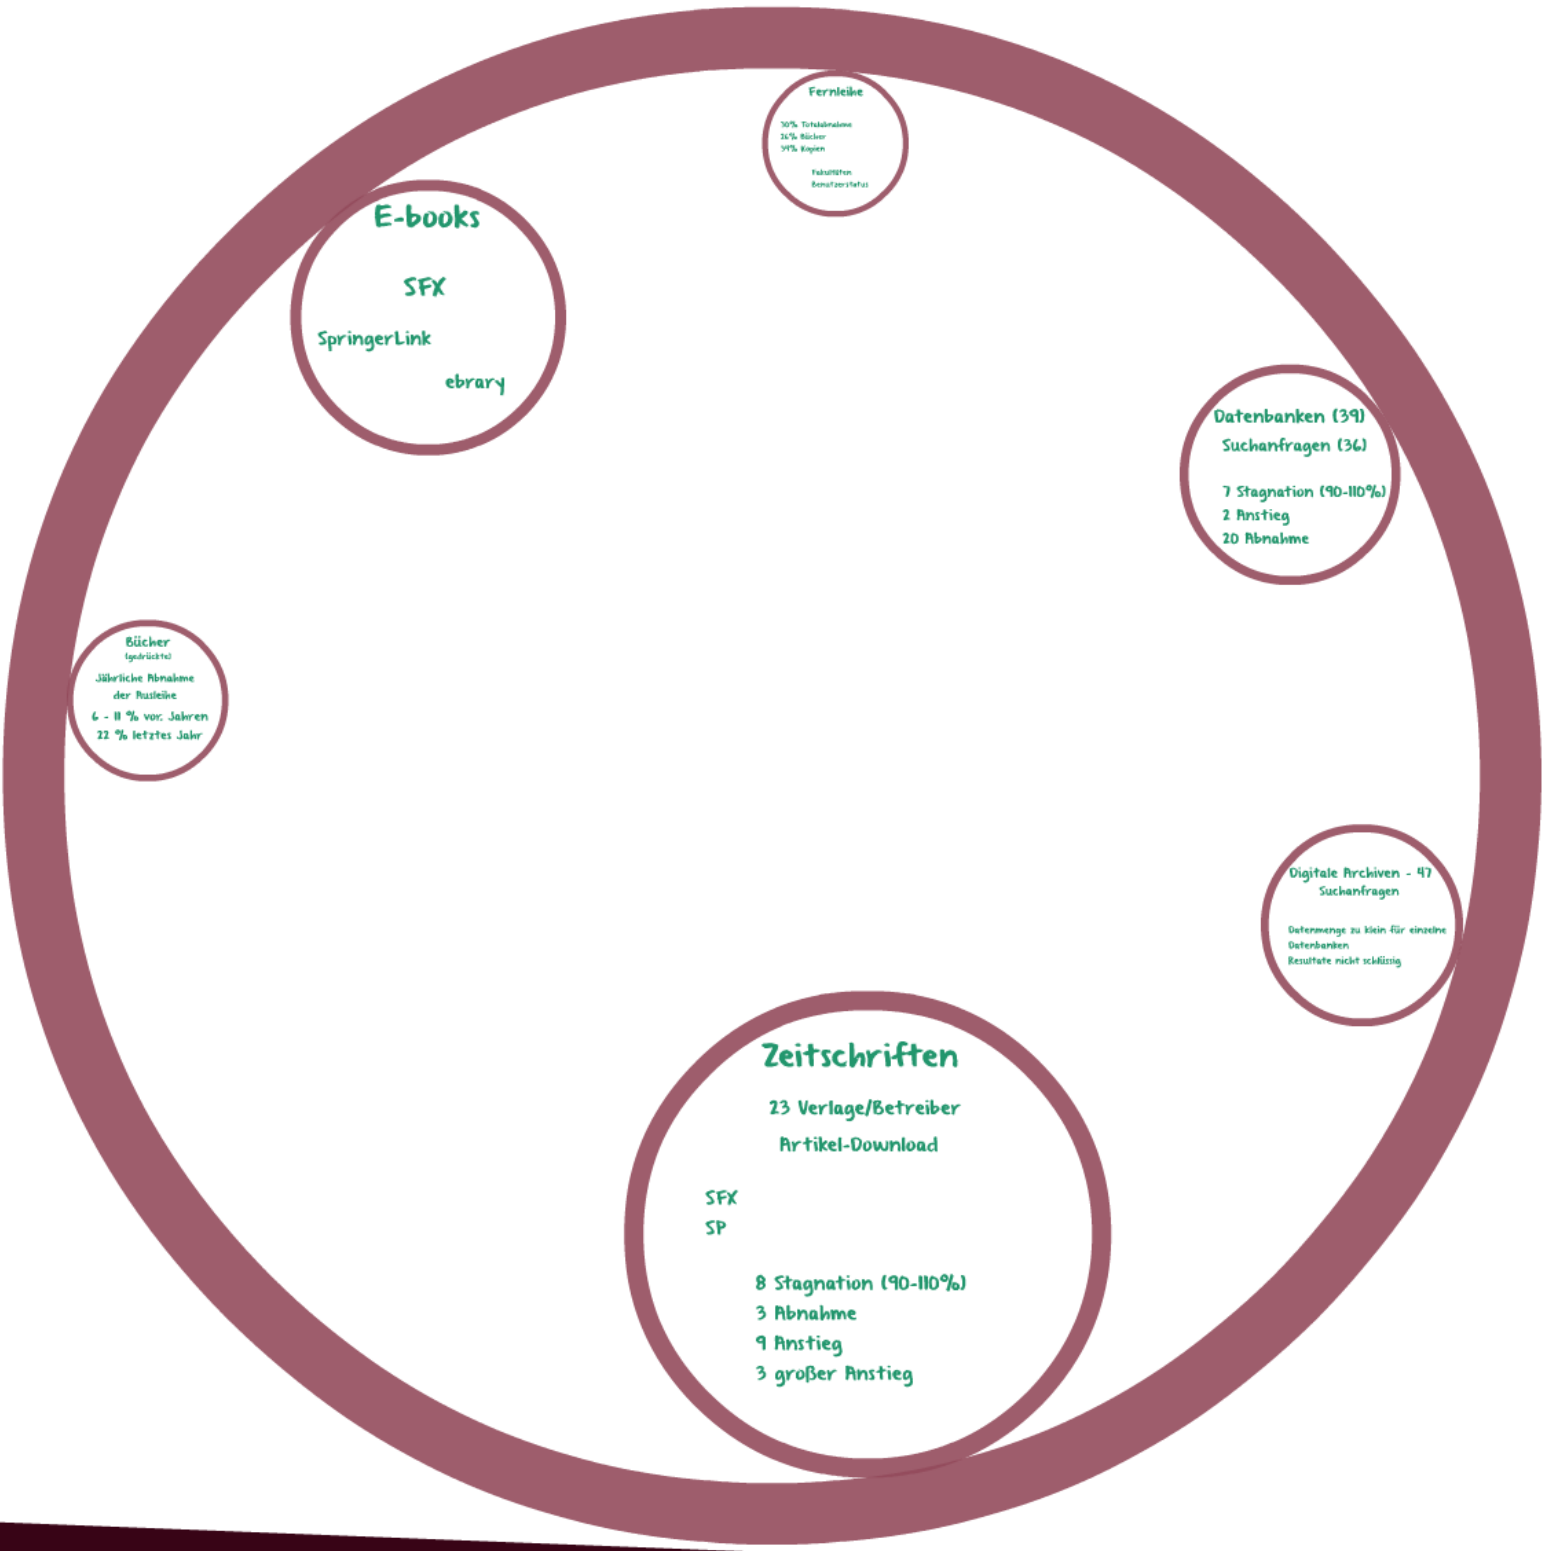 Fernleihe
30% Totalabnahme
26% Bücher
39% Kopien
Fakultäten
Benutzerstatus
E-books
SFX
SpringerLink
ebrary
Datenbanken (39)
Suchanfragen (36)
7 Stagnation (90-110%)
2 Anstieg
20 Abnahme
Bücher
(gedrückte)
Jährliche Abnahme
der Ausleihe
6 - 11 % vor. Jahren
22 % letztes Jahr
Digitale Archiven - 47
Suchanfragen
Datenmenge zu klein für einzelne
Datenbanken
Resultate nicht schlüssig
Zeitschriften
23 Verlage/Betreiber
Artikel-Download
SFX
SP
8 Stagnation (90-110%)
3 Abnahme
9 Anstieg
3 großer Anstieg